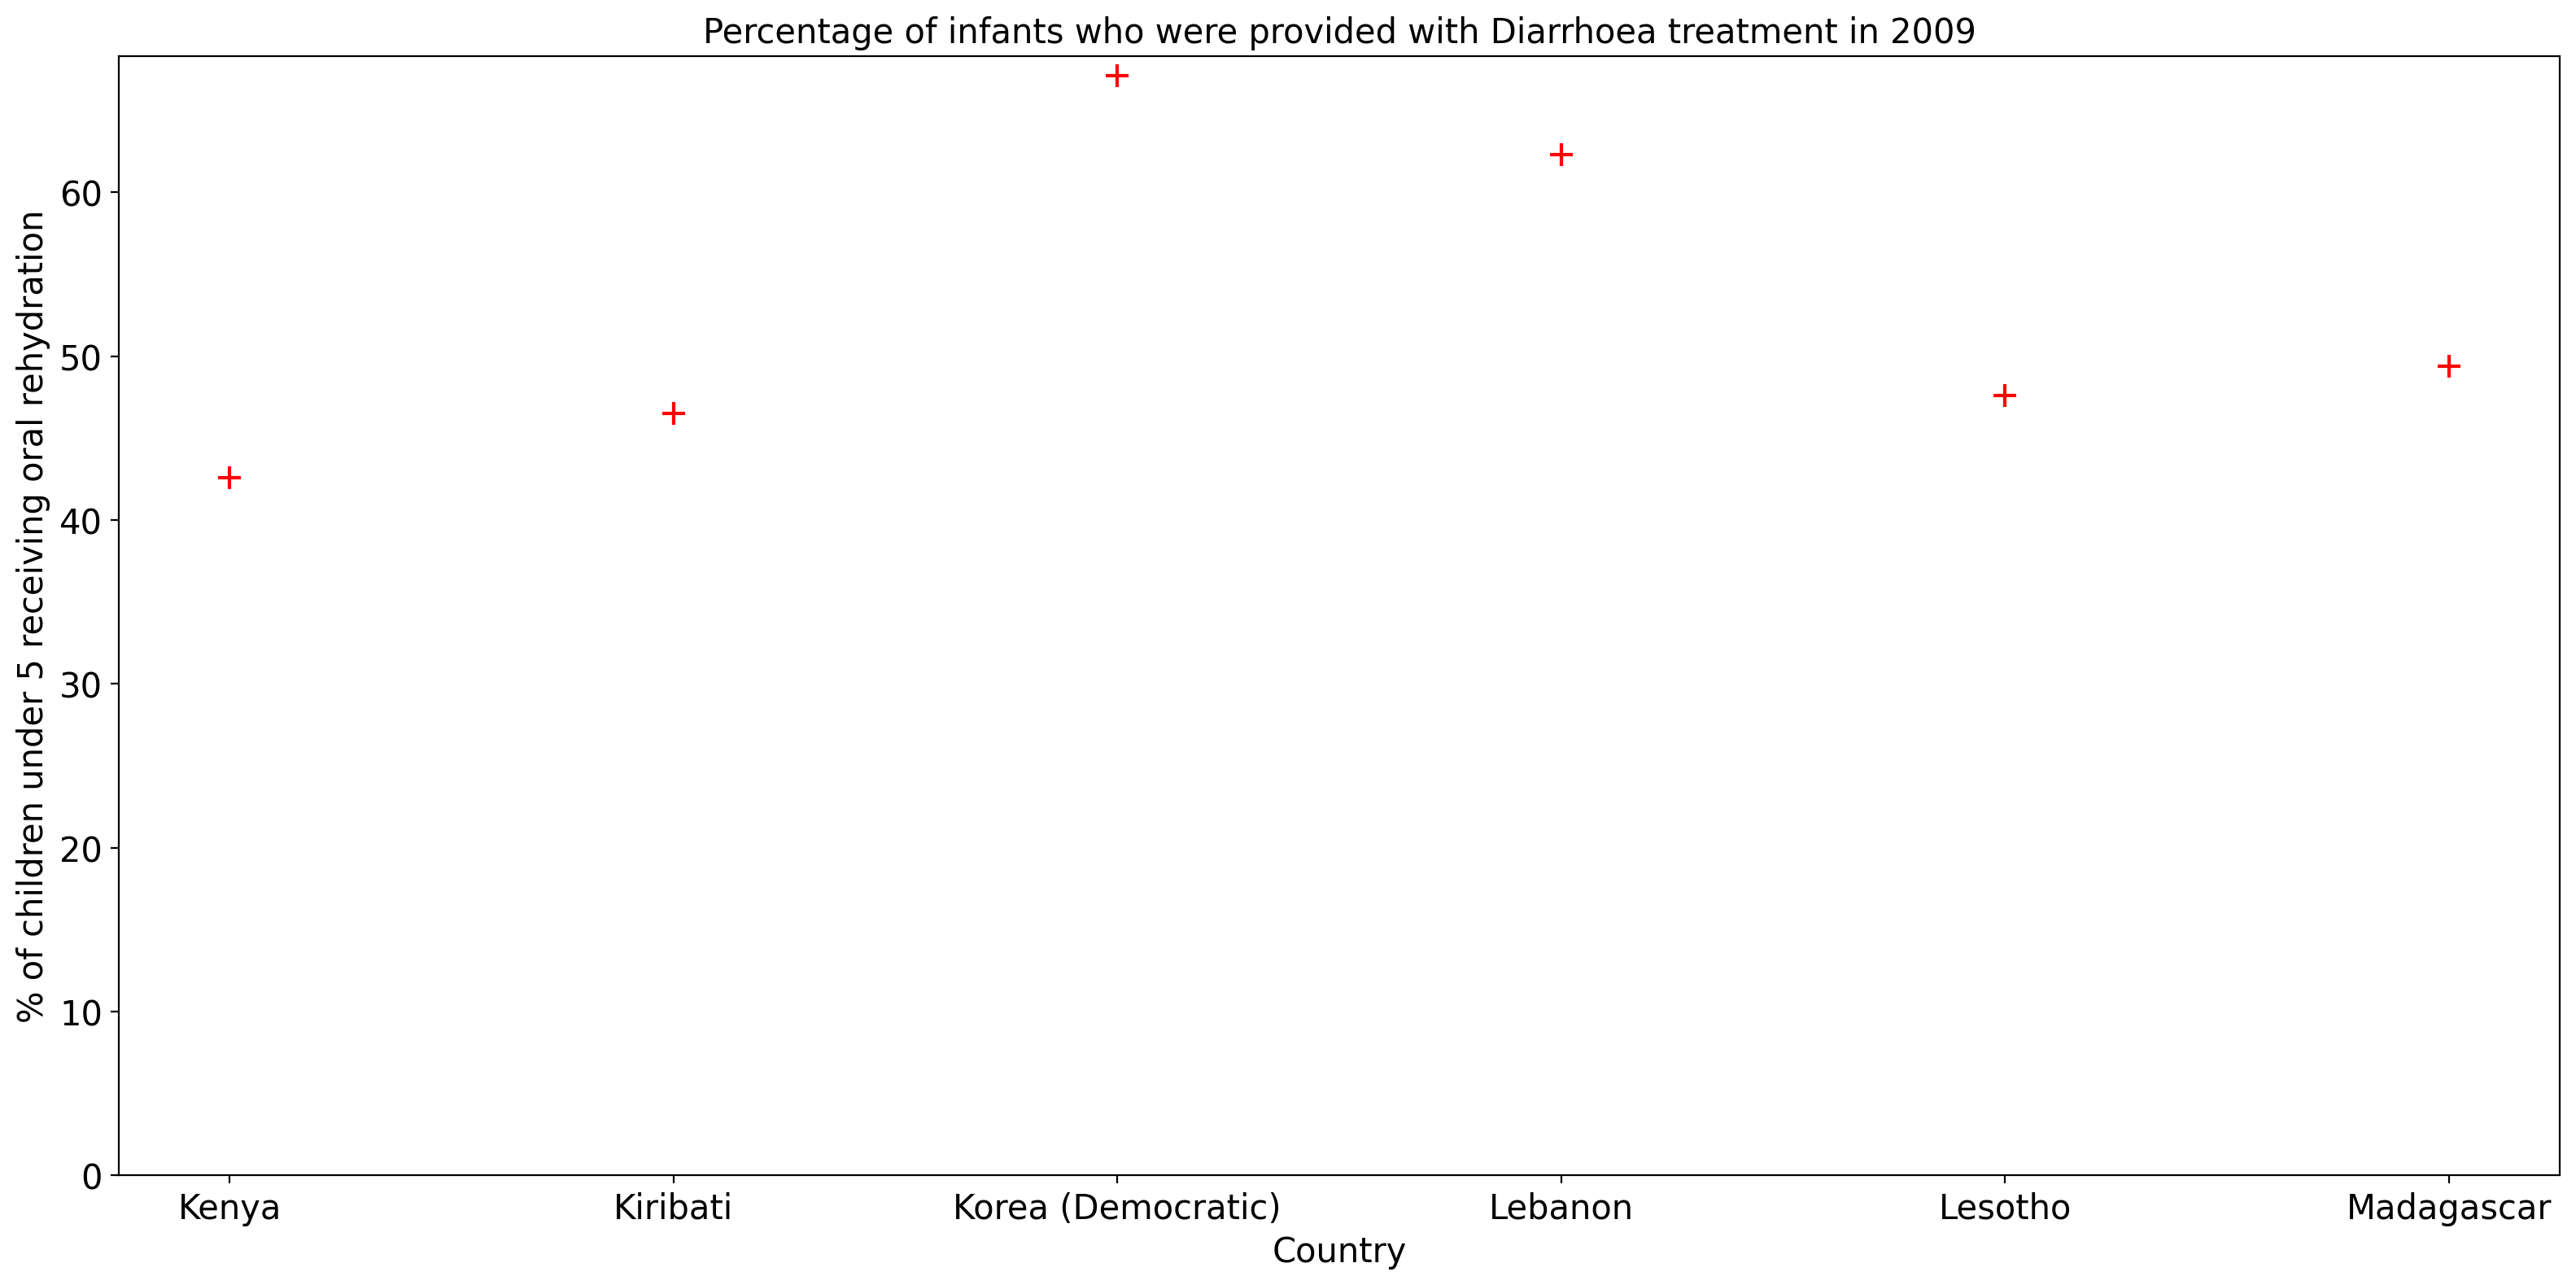 Percentage of infants who were provided with Diarrhoea treatment in 2009
% of children under 5 receiving oral rehydration
60
50
40
30
20
10
0
Kenya Kiribati Korea (Democratic) Lebanon Lesotho Madagascar
Country